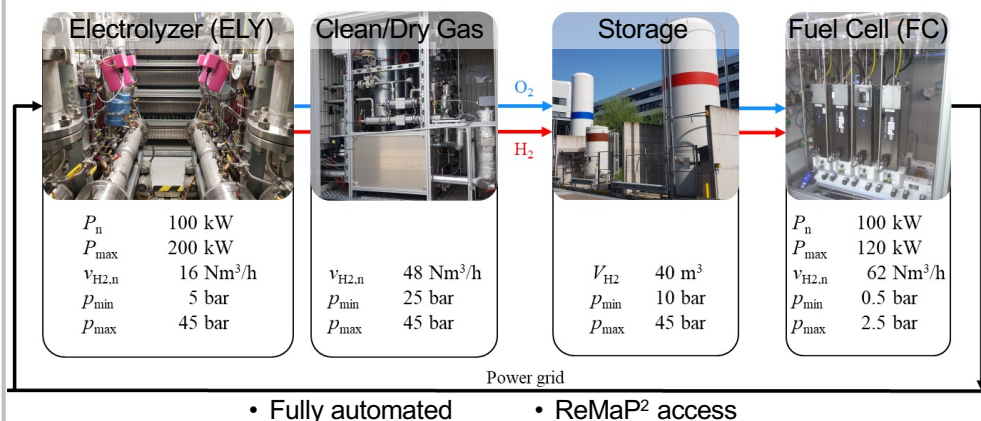 Electrolyzer (ELY)
Clean/Dry Gas
Storage
Fuel Cell (FC)
O₂
H₂
Pₙ 100 kW
Pmax 200 kW
vH2,n 16 Nm³/h
pmin 5 bar
pmax 45 bar
vH2,n 48 Nm³/h
pmin 25 bar
pmax 45 bar
VH2 40 m³
pmin 10 bar
pmax 45 bar
Pₙ 100 kW
Pmax 120 kW
vH2,n 62 Nm³/h
pmin 0.5 bar
pmax 2.5 bar
Power grid
• Fully automated
• ReMaP² access